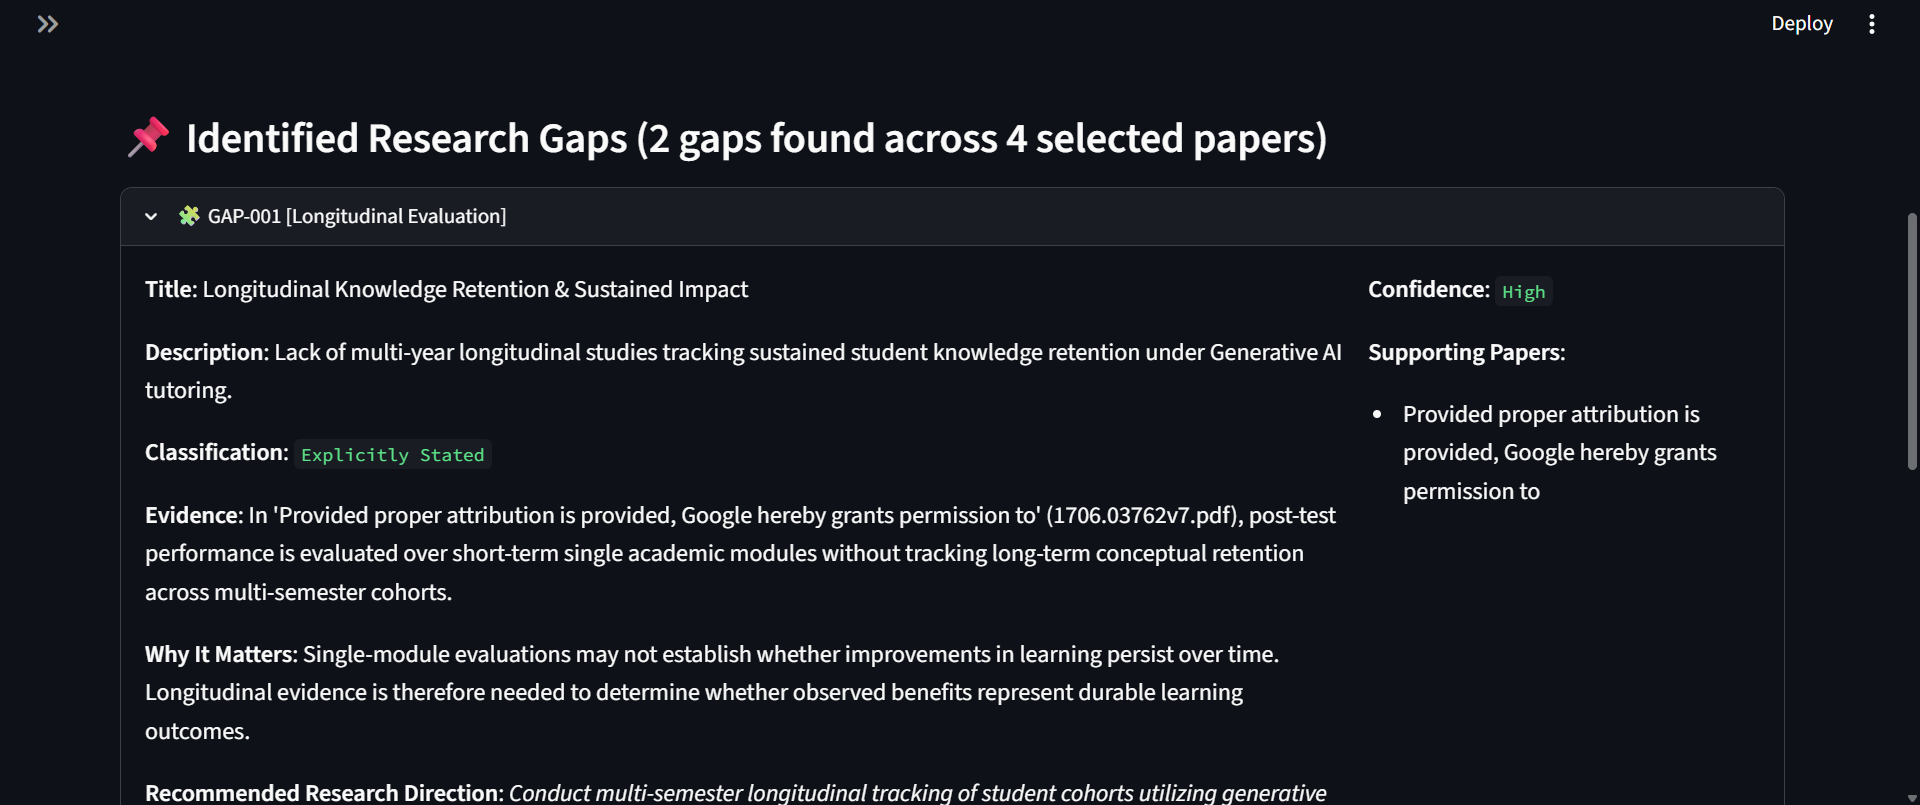 Deploy
Identified Research Gaps (2 gaps found across 4 selected papers)
GAP-001 [Longitudinal Evaluation]
Title: Longitudinal Knowledge Retention & Sustained Impact
Description: Lack of multi-year longitudinal studies tracking sustained student knowledge retention under Generative AI
tutoring.
Classification: Explicitly Stated
Evidence: In 'Provided proper attribution is provided, Google hereby grants permission to' (1706.03762v7.pdf), post-test
performance is evaluated over short-term single academic modules without tracking long-term conceptual retention
across multi-semester cohorts.
Why It Matters: Single-module evaluations may not establish whether improvements in learning persist over time.
Longitudinal evidence is therefore needed to determine whether observed benefits represent durable learning
outcomes.
Recommended Research Direction: Conduct multi-semester longitudinal tracking of student cohorts utilizing generative
Confidence: High
Supporting Papers:
• Provided proper attribution is
provided, Google hereby grants
permission to